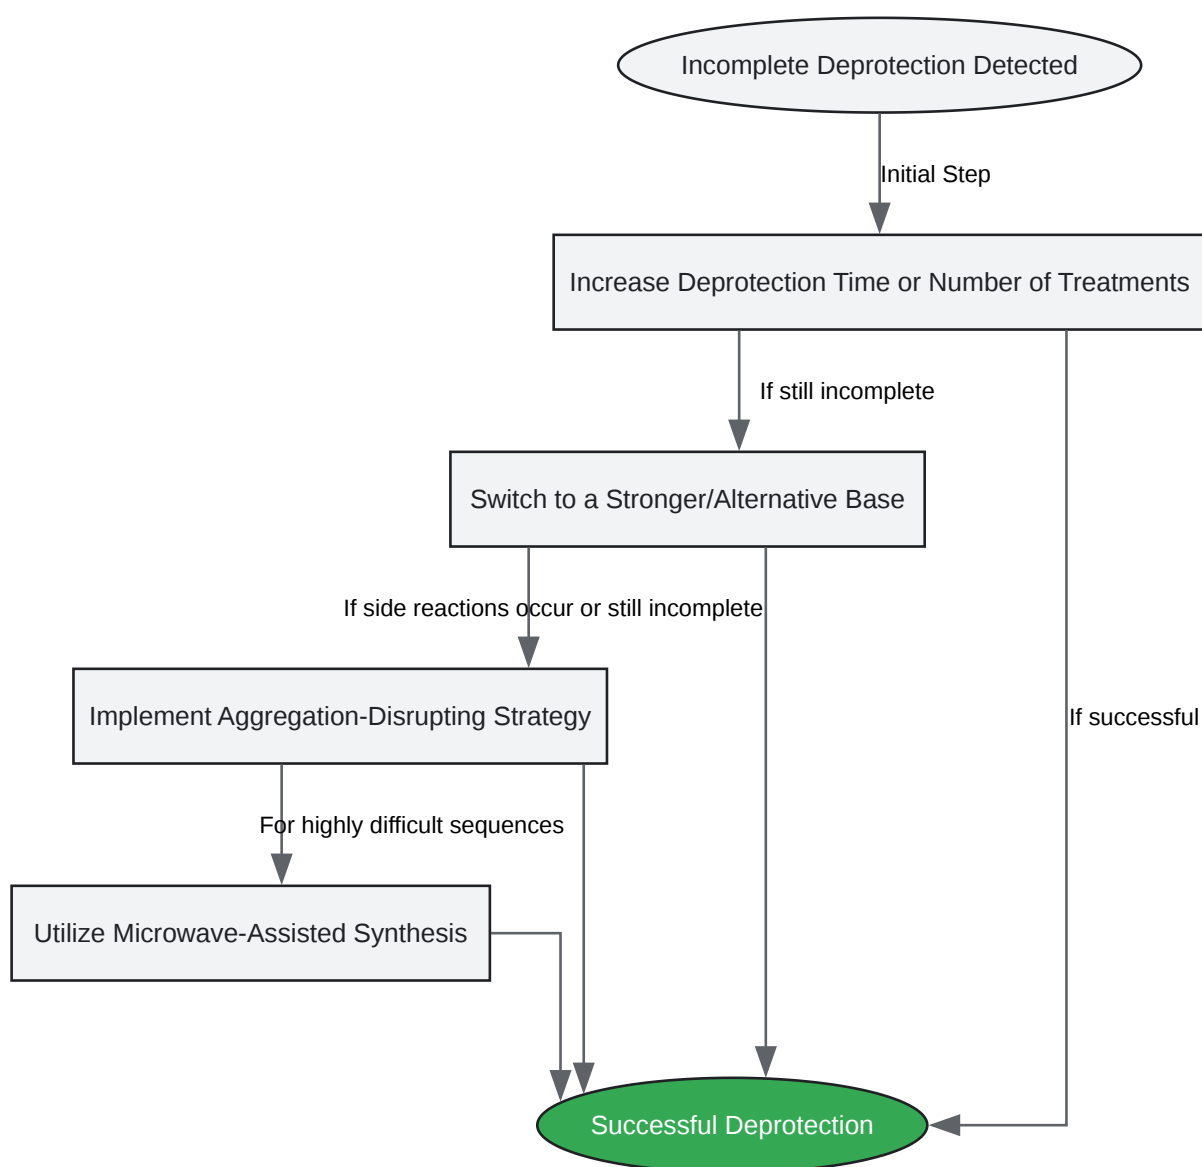 Incomplete Deprotection Detected
Initial Step
Increase Deprotection Time or Number of Treatments
If still incomplete
Switch to a Stronger/Alternative Base
If side reactions occur or still incomplete
Implement Aggregation-Disrupting Strategy
If successful
For highly difficult sequences
Utilize Microwave-Assisted Synthesis
Successful Deprotection